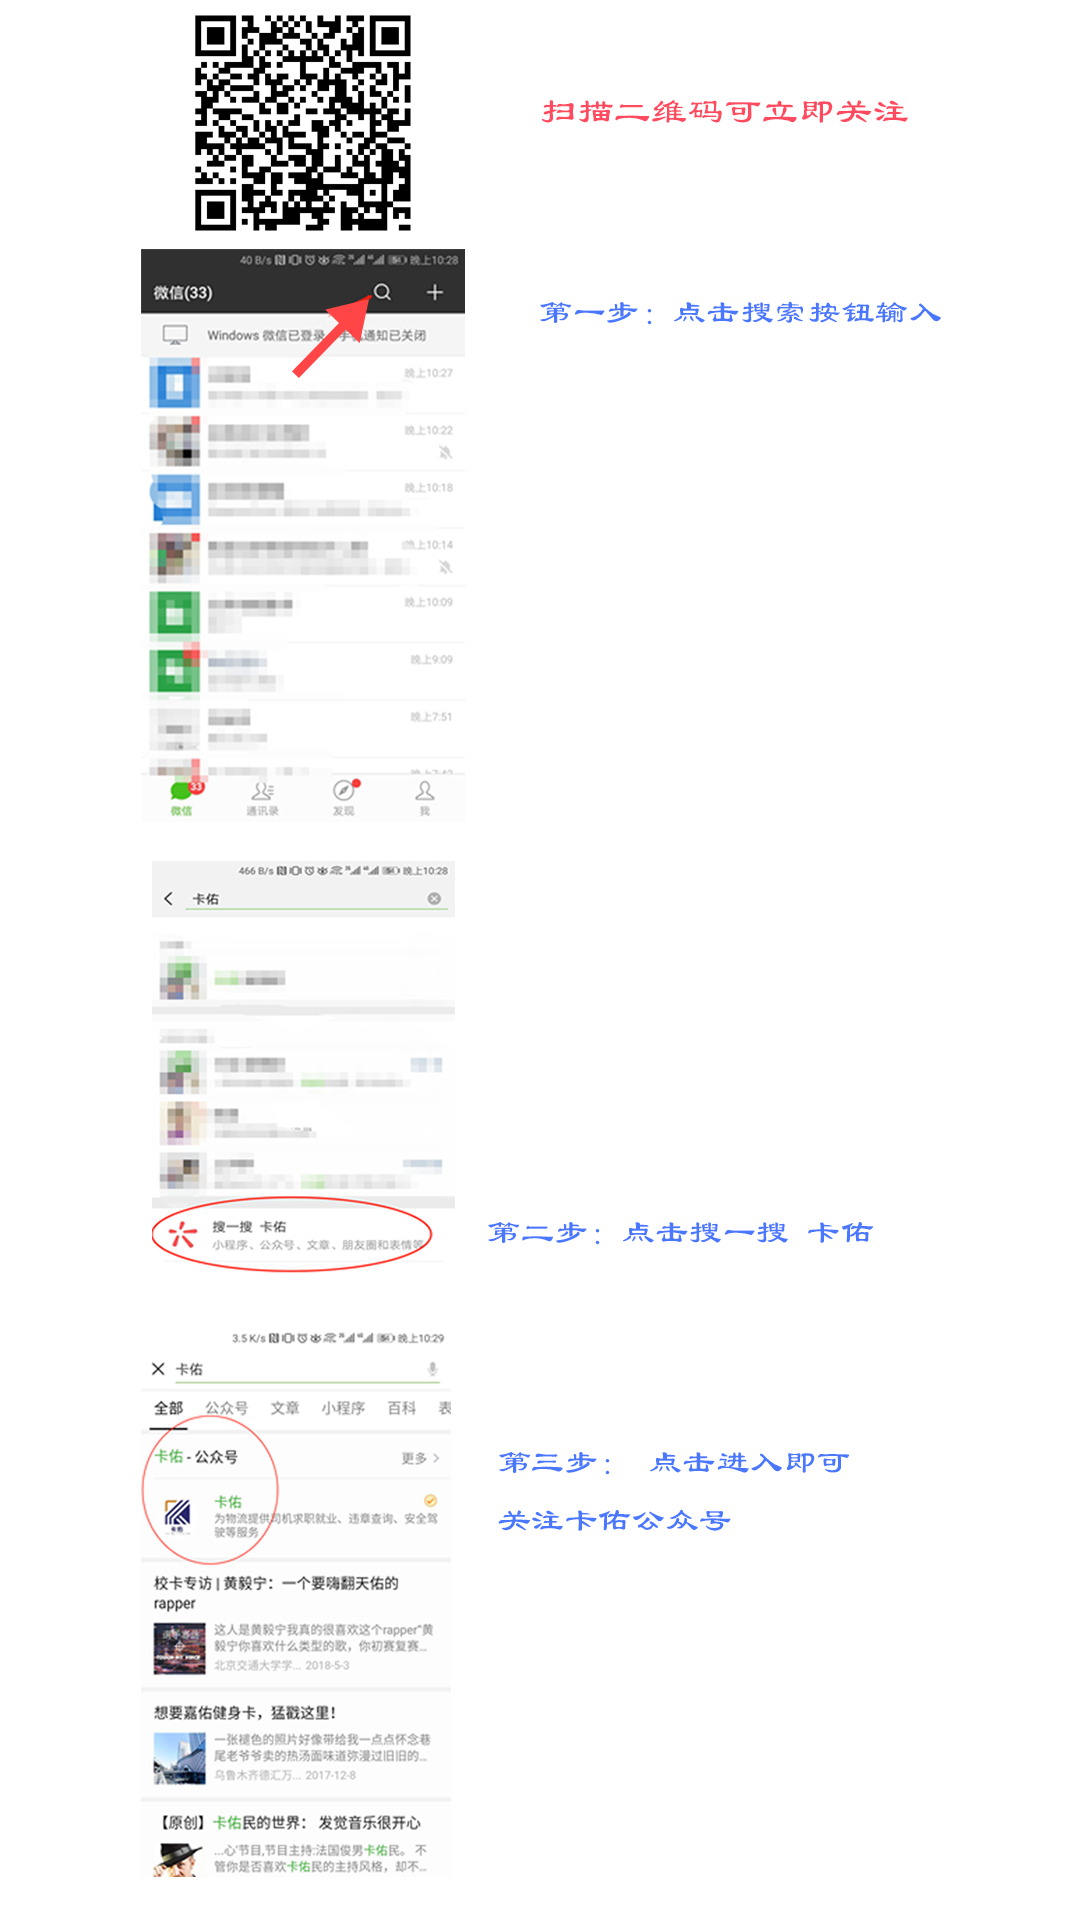 扫描二维码可立即关注
40 B/s
晚上10:28
微信(33)
第一步：点击搜索按钮输入
Windows 微信已登录
手机通知已关闭
晚上10:27
晚上10:22
晚上10:18
晚上10:14
晚上10:09
晚上9:09
晚上7:51
33
微信 通讯录 发现 我
466 B/s
晚上10:28
卡佑
搜一搜 卡佑
小程序、公众号、文章、朋友圈和表情等
第二步：点击搜一搜 卡佑
3.5 K/s
晚上10:29
卡佑
全部 公众号 文章 小程序 百科 表
卡佑 - 公众号 更多
第三步： 点击进入即可
关注卡佑公众号
卡佑
为物流提供司机求职就业、违章查询、安全驾
驶等服务
校卡专访 | 黄毅宁：一个要嗨翻天佑的
rapper
这人是黄毅宁我真的很喜欢这个rapper"黄
毅宁你喜欢什么类型的歌，你初赛复赛...
北京交通大学学... 2018-5-3
想要嘉佑健身卡，猛戳这里！
一张褪色的照片好像带给我一点点怀念巷
尾老爷爷卖的热汤面味道弥漫过旧旧的...
乌鲁木齐德汇万... 2017-12-8
【原创】卡佑民的世界： 发觉音乐很开心
...心'节目,节目主持:法国俊男卡佑民。 不
管你是否喜欢卡佑民的主持风格，却不...